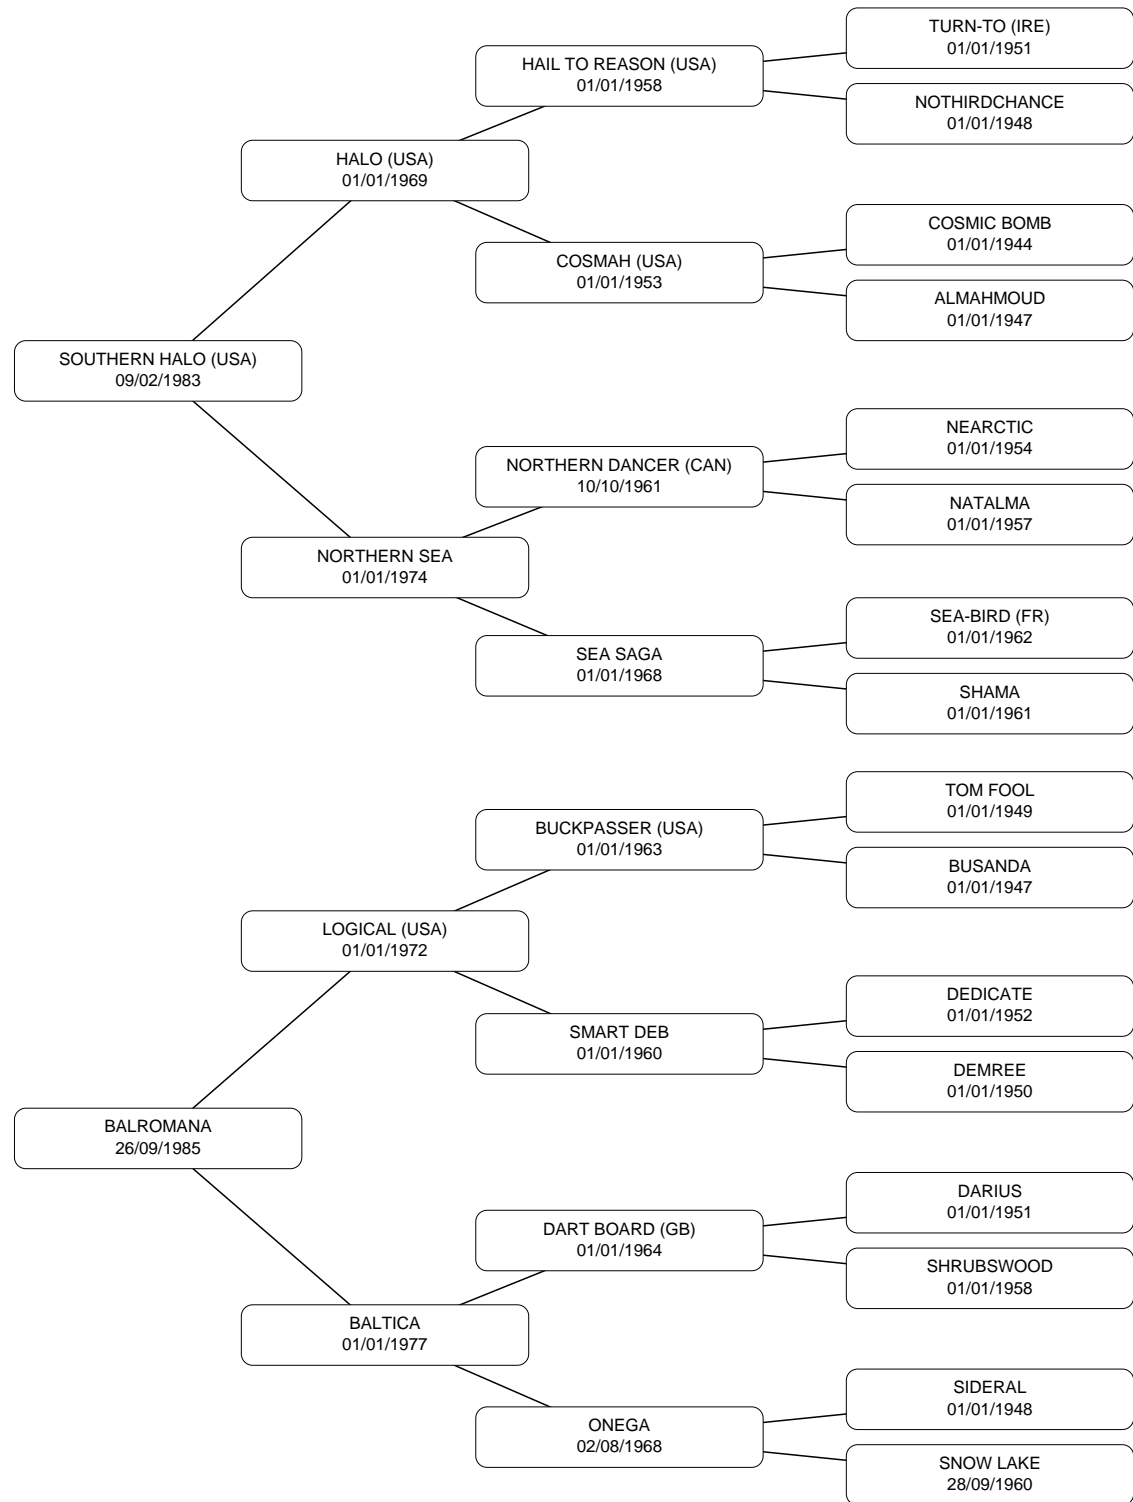 TURN-TO (IRE)
01/01/1951
HAIL TO REASON (USA)
01/01/1958
NOTHIRDCHANCE
01/01/1948
HALO (USA)
01/01/1969
COSMIC BOMB
01/01/1944
COSMAH (USA)
01/01/1953
ALMAHMOUD
01/01/1947
SOUTHERN HALO (USA)
09/02/1983
NEARCTIC
01/01/1954
NORTHERN DANCER (CAN)
10/10/1961
NATALMA
01/01/1957
NORTHERN SEA
01/01/1974
SEA-BIRD (FR)
01/01/1962
SEA SAGA
01/01/1968
SHAMA
01/01/1961
TOM FOOL
01/01/1949
BUCKPASSER (USA)
01/01/1963
BUSANDA
01/01/1947
LOGICAL (USA)
01/01/1972
DEDICATE
01/01/1952
SMART DEB
01/01/1960
DEMREE
01/01/1950
BALROMANA
26/09/1985
DARIUS
01/01/1951
DART BOARD (GB)
01/01/1964
SHRUBSWOOD
01/01/1958
BALTICA
01/01/1977
SIDERAL
01/01/1948
ONEGA
02/08/1968
SNOW LAKE
28/09/1960